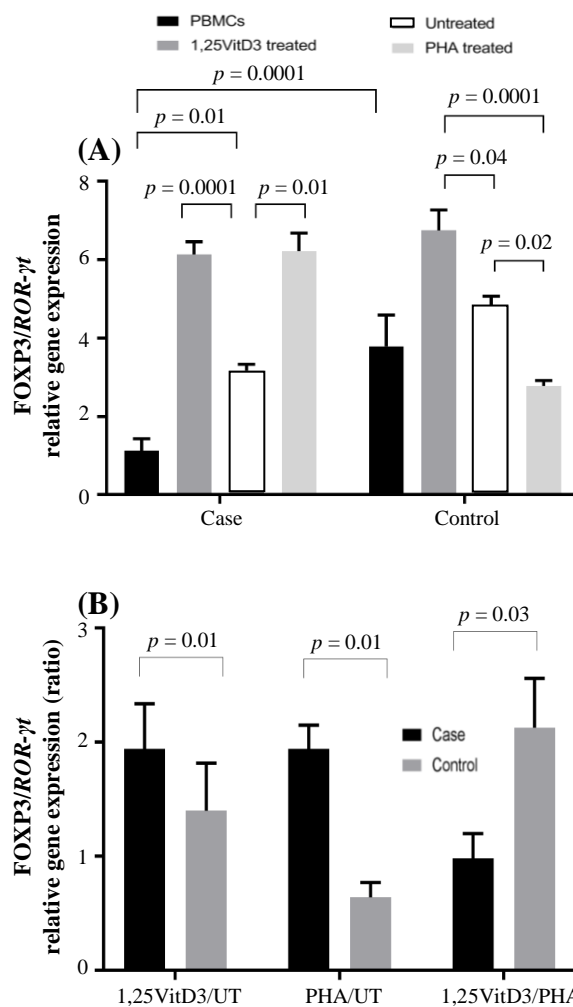 PBMCs
Untreated
1,25VitD3 treated
PHA treated
p = 0.0001
p = 0.01
p = 0.0001
(A)
p = 0.04
p = 0.0001
p = 0.01
p = 0.02
8
6
4
2
0
FOXP3/ROR-γt
relative gene expression
Case
Control
(B)
p = 0.03
p = 0.01
p = 0.01
3
2
1
0
FOXP3/ROR-γt
relative gene expression (ratio)
Case
Control
1,25VitD3/UT
PHA/UT
1,25VitD3/PHA